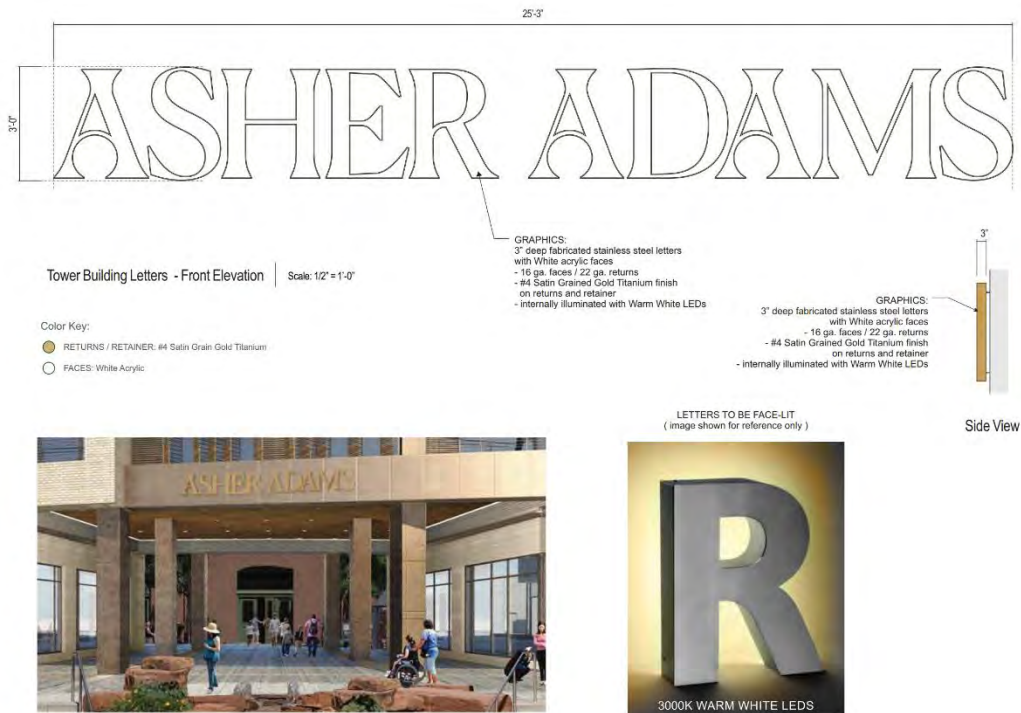 25'-3"
3'-0"
ASHER ADAMS
GRAPHICS:
3" deep fabricated stainless steel letters
with White acrylic faces
- 16 ga. faces / 22 ga. returns
- #4 Satin Grained Gold Titanium finish
on returns and retainer
- internally illuminated with Warm White LEDs
Tower Building Letters - Front Elevation
Scale: 1/2" = 1'-0"
Color Key:
RETURNS / RETAINER: #4 Satin Grain Gold Titanium
FACES: White Acrylic
3"
GRAPHICS:
3" deep fabricated stainless steel letters
with White acrylic faces
- 16 ga. faces / 22 ga. returns
- #4 Satin Grained Gold Titanium finish
on returns and retainer
- internally illuminated with Warm White LEDs
Side View
LETTERS TO BE FACE-LIT
( image shown for reference only )
ASHER ADAMS
R
3000K WARM WHITE LEDS